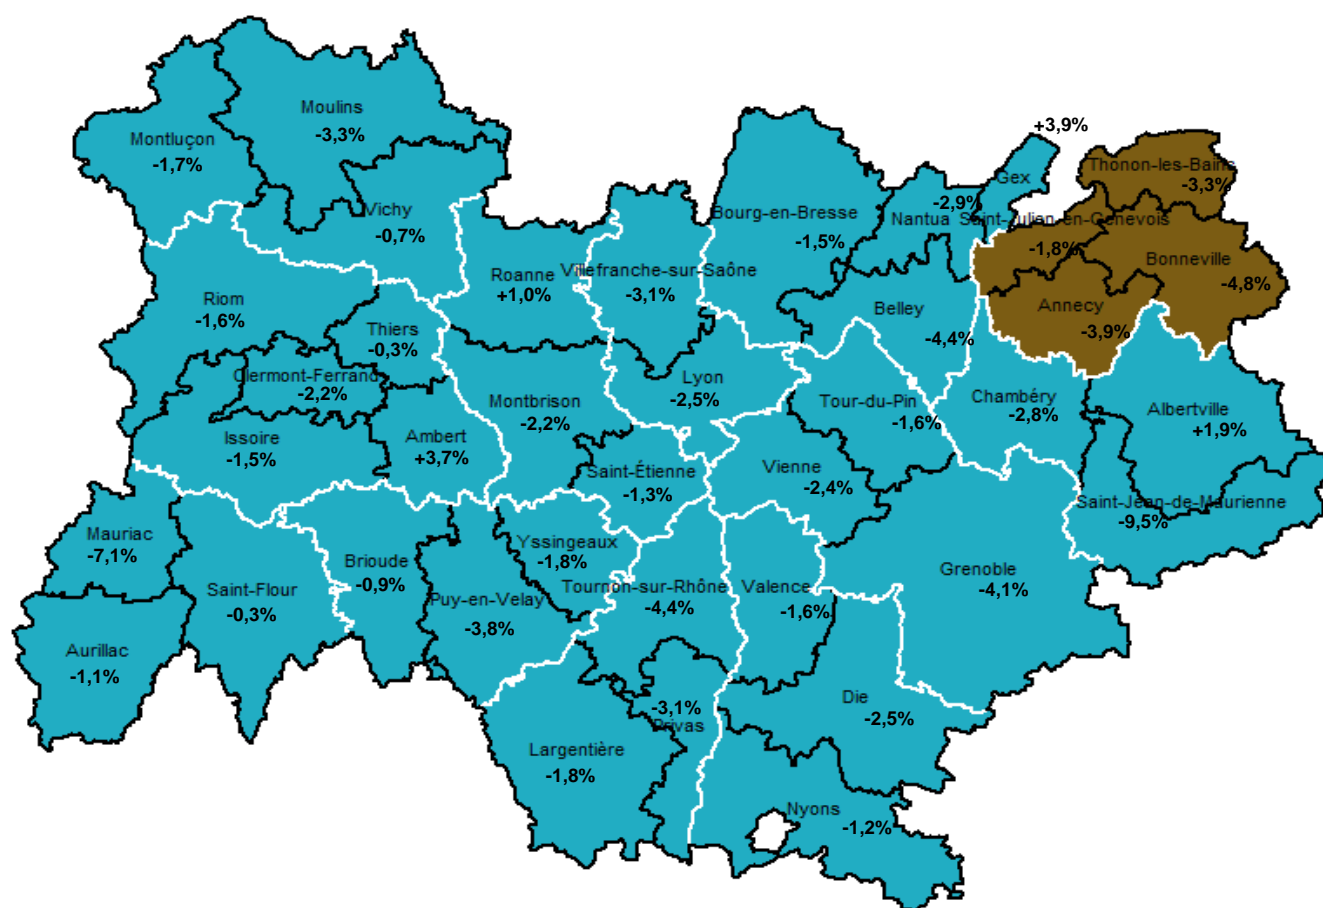 Moulins
-3,3%
Montluçon
-1,7%
Vichy
-0,7%
+3,9%
Gex
Thonon-les-Bains
-3,3%
-2,9%
Nantua
Saint-Julien-en-Genevois
-1,8%
Bourg-en-Bresse
-1,5%
Bonneville
-4,8%
Roanne
+1,0%
Villefranche-sur-Saône
-3,1%
Riom
-1,6%
Thiers
-0,3%
Belley
-4,4%
Annecy
-3,9%
Clermont-Ferrand
-2,2%
Lyon
-2,5%
Montbrison
-2,2%
Tour-du-Pin
-1,6%
Chambéry
-2,8%
Albertville
+1,9%
Issoire
-1,5%
Ambert
+3,7%
Saint-Étienne
-1,3%
Vienne
-2,4%
Saint-Jean-de-Maurienne
-9,5%
Mauriac
-7,1%
Saint-Flour
-0,3%
Brioude
-0,9%
Yssingeaux
-1,8%
Puy-en-Velay
-3,8%
Tournon-sur-Rhône
-4,4%
Valence
-1,6%
Grenoble
-4,1%
Aurillac
-1,1%
-3,1%
Privas
Die
-2,5%
Largentière
-1,8%
Nyons
-1,2%